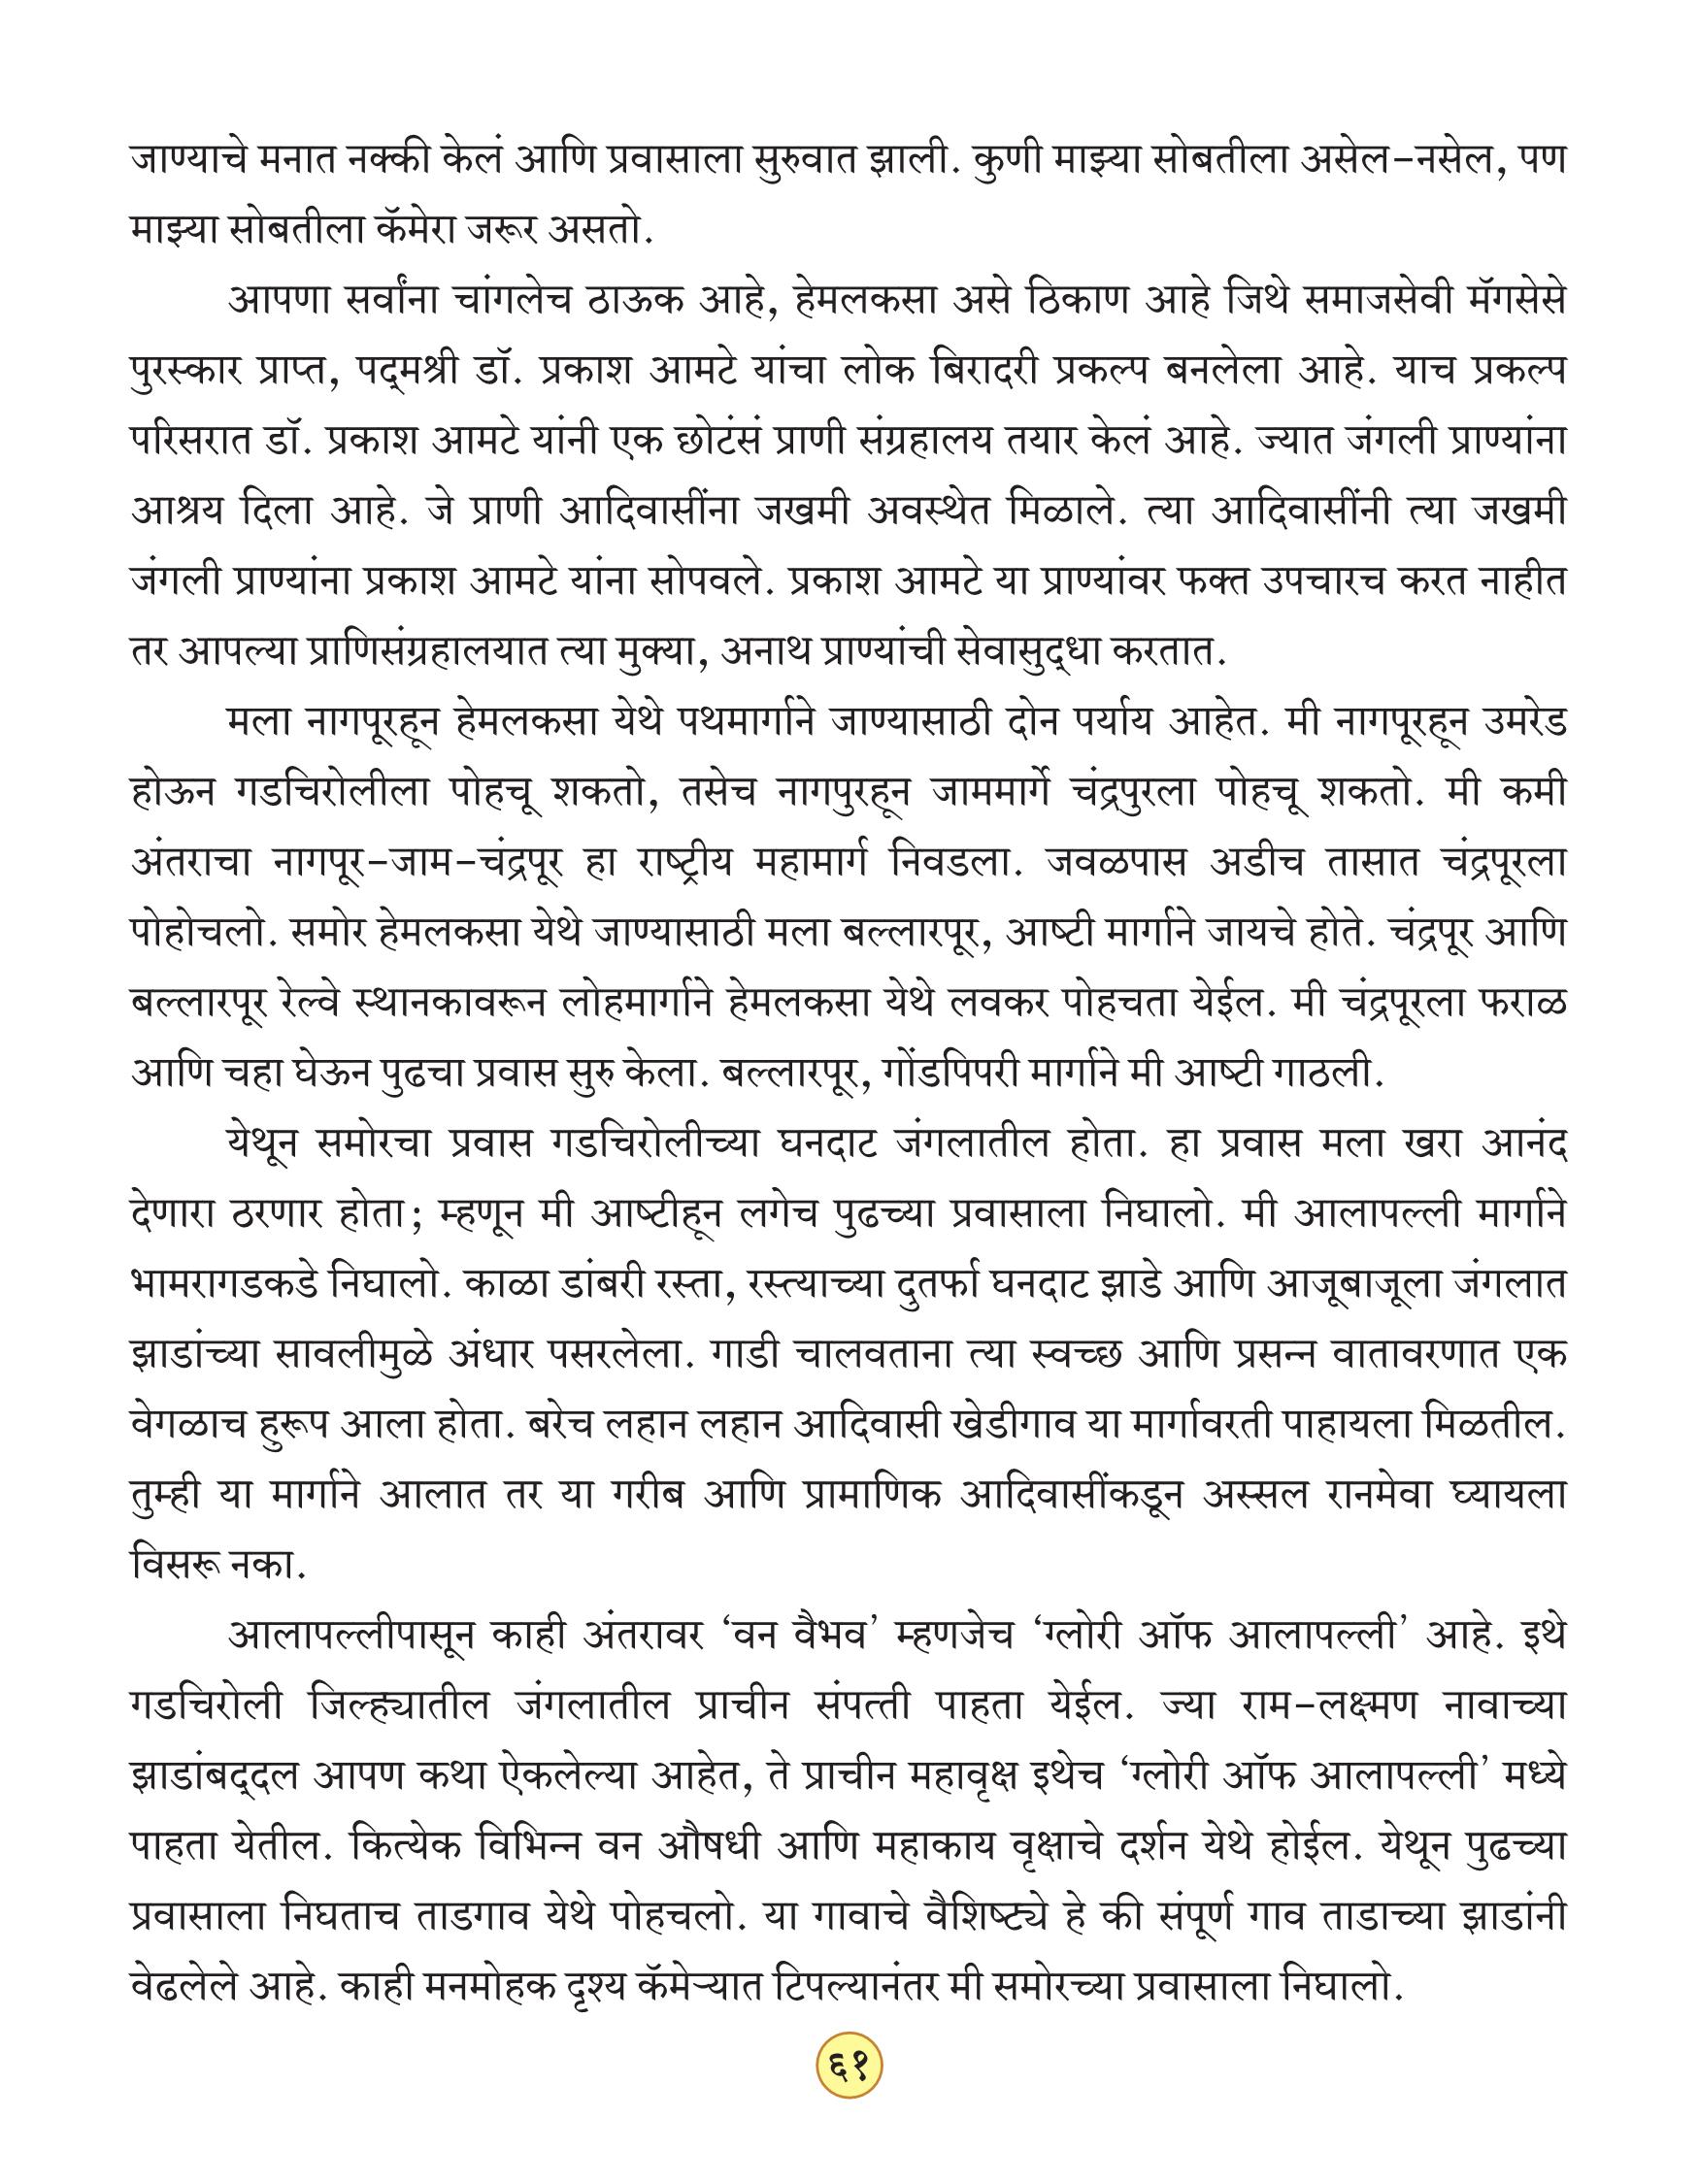 जाण्याचे मनात नक्की केलं आणि प्रवासाला सुरुवात झाली. कुणी माझ्या सोबतीला असेल-नसेल, पण
माझ्या सोबतीला कॅमेरा जरूर असतो.
आपणा सर्वांना चांगलेच ठाऊक आहे, हेमलकसा असे ठिकाण आहे जिथे समाजसेवी मॅगसेसे
पुरस्कार प्राप्त, पद्‌मश्री डॉ. प्रकाश आमटे यांचा लोक बिरादरी प्रकल्प बनलेला आहे. याच प्रकल्प
परिसरात डॉ. प्रकाश आमटे यांनी एक छोटंसं प्राणी संग्रहालय तयार केलं आहे. ज्यात जंगली प्राण्यांना
आश्रय दिला आहे. जे प्राणी आदिवासींना जखमी अवस्थेत मिळाले. त्या आदिवासींनी त्या जखमी
जंगली प्राण्यांना प्रकाश आमटे यांना सोपवले. प्रकाश आमटे या प्राण्यांवर फक्त उपचारच करत नाहीत
तर आपल्या प्राणिसंग्रहालयात त्या मुक्या, अनाथ प्राण्यांची सेवासुद्‌धा करतात.
मला नागपूरहून हेमलकसा येथे पथमार्गाने जाण्यासाठी दोन पर्याय आहेत. मी नागपूरहून उमरेड
होऊन गडचिरोलीला पोहचू शकतो, तसेच नागपुरहून जाममार्गे चंद्रपुरला पोहचू शकतो. मी कमी
अंतराचा नागपूर-जाम-चंद्रपूर हा राष्ट्रीय महामार्ग निवडला. जवळपास अडीच तासात चंद्रपूरला
पोहोचलो. समोर हेमलकसा येथे जाण्यासाठी मला बल्लारपूर, आष्टी मार्गाने जायचे होते. चंद्रपूर आणि
बल्लारपूर रेल्वे स्थानकावरून लोहमार्गाने हेमलकसा येथे लवकर पोहचता येईल. मी चंद्रपूरला फराळ
आणि चहा घेऊन पुढचा प्रवास सुरु केला. बल्लारपूर, गोंडपिपरी मार्गाने मी आष्टी गाठली.
येथून समोरचा प्रवास गडचिरोलीच्या घनदाट जंगलातील होता. हा प्रवास मला खरा आनंद
देणारा ठरणार होता; म्हणून मी आष्टीहून लगेच पुढच्या प्रवासाला निघालो. मी आलापल्ली मार्गाने
भामरागडकडे निघालो. काळा डांबरी रस्ता, रस्त्याच्या दुतर्फा घनदाट झाडे आणि आजूबाजूला जंगलात
झाडांच्या सावलीमुळे अंधार पसरलेला. गाडी चालवताना त्या स्वच्छ आणि प्रसन्न वातावरणात एक
वेगळाच हुरूप आला होता. बरेच लहान लहान आदिवासी खेडीगाव या मार्गावरती पाहायला मिळतील.
तुम्ही या मार्गाने आलात तर या गरीब आणि प्रामाणिक आदिवासींकडून अस्सल रानमेवा घ्यायला
विसरू नका.
आलापल्लीपासून काही अंतरावर ‘वन वैभव’ म्हणजेच ‘ग्लोरी ऑफ आलापल्ली’ आहे. इथे
गडचिरोली जिल्ह्यातील जंगलातील प्राचीन संपत्ती पाहता येईल. ज्या राम-लक्ष्मण नावाच्या
झाडांबद्‌दल आपण कथा ऐकलेल्या आहेत, ते प्राचीन महावृक्ष इथेच ‘ग्लोरी ऑफ आलापल्ली’ मध्ये
पाहता येतील. कित्येक विभिन्न वन औषधी आणि महाकाय वृक्षाचे दर्शन येथे होईल. येथून पुढच्या
प्रवासाला निघताच ताडगाव येथे पोहचलो. या गावाचे वैशिष्ट्ये हे की संपूर्ण गाव ताडाच्या झाडांनी
वेढलेले आहे. काही मनमोहक दृश्य कॅमेऱ्यात टिपल्यानंतर मी समोरच्या प्रवासाला निघालो.
६१